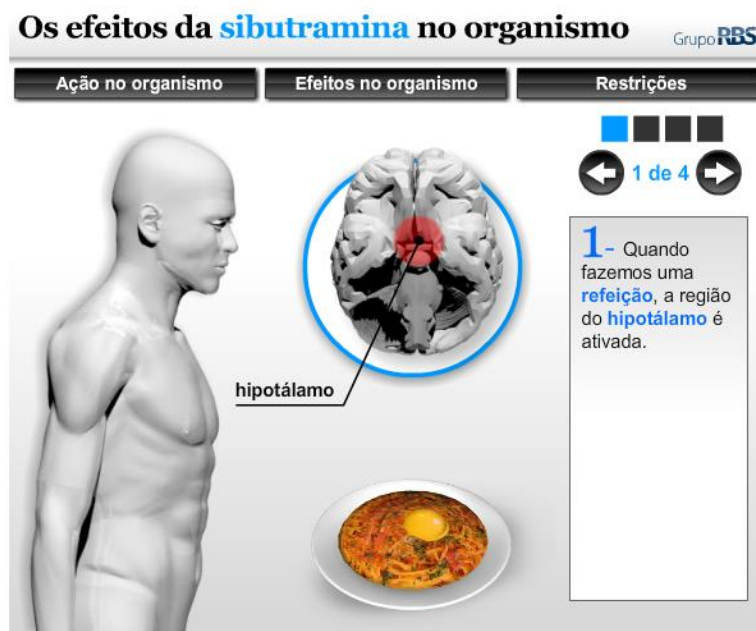 Os efeitos da sibutramina no organismo
Grupo RBS
Ação no organismo
Efeitos no organismo
Restrições
1 de 4
hipotálamo
1- Quando
fazemos uma
refeição, a região
do hipotálamo é
ativada.